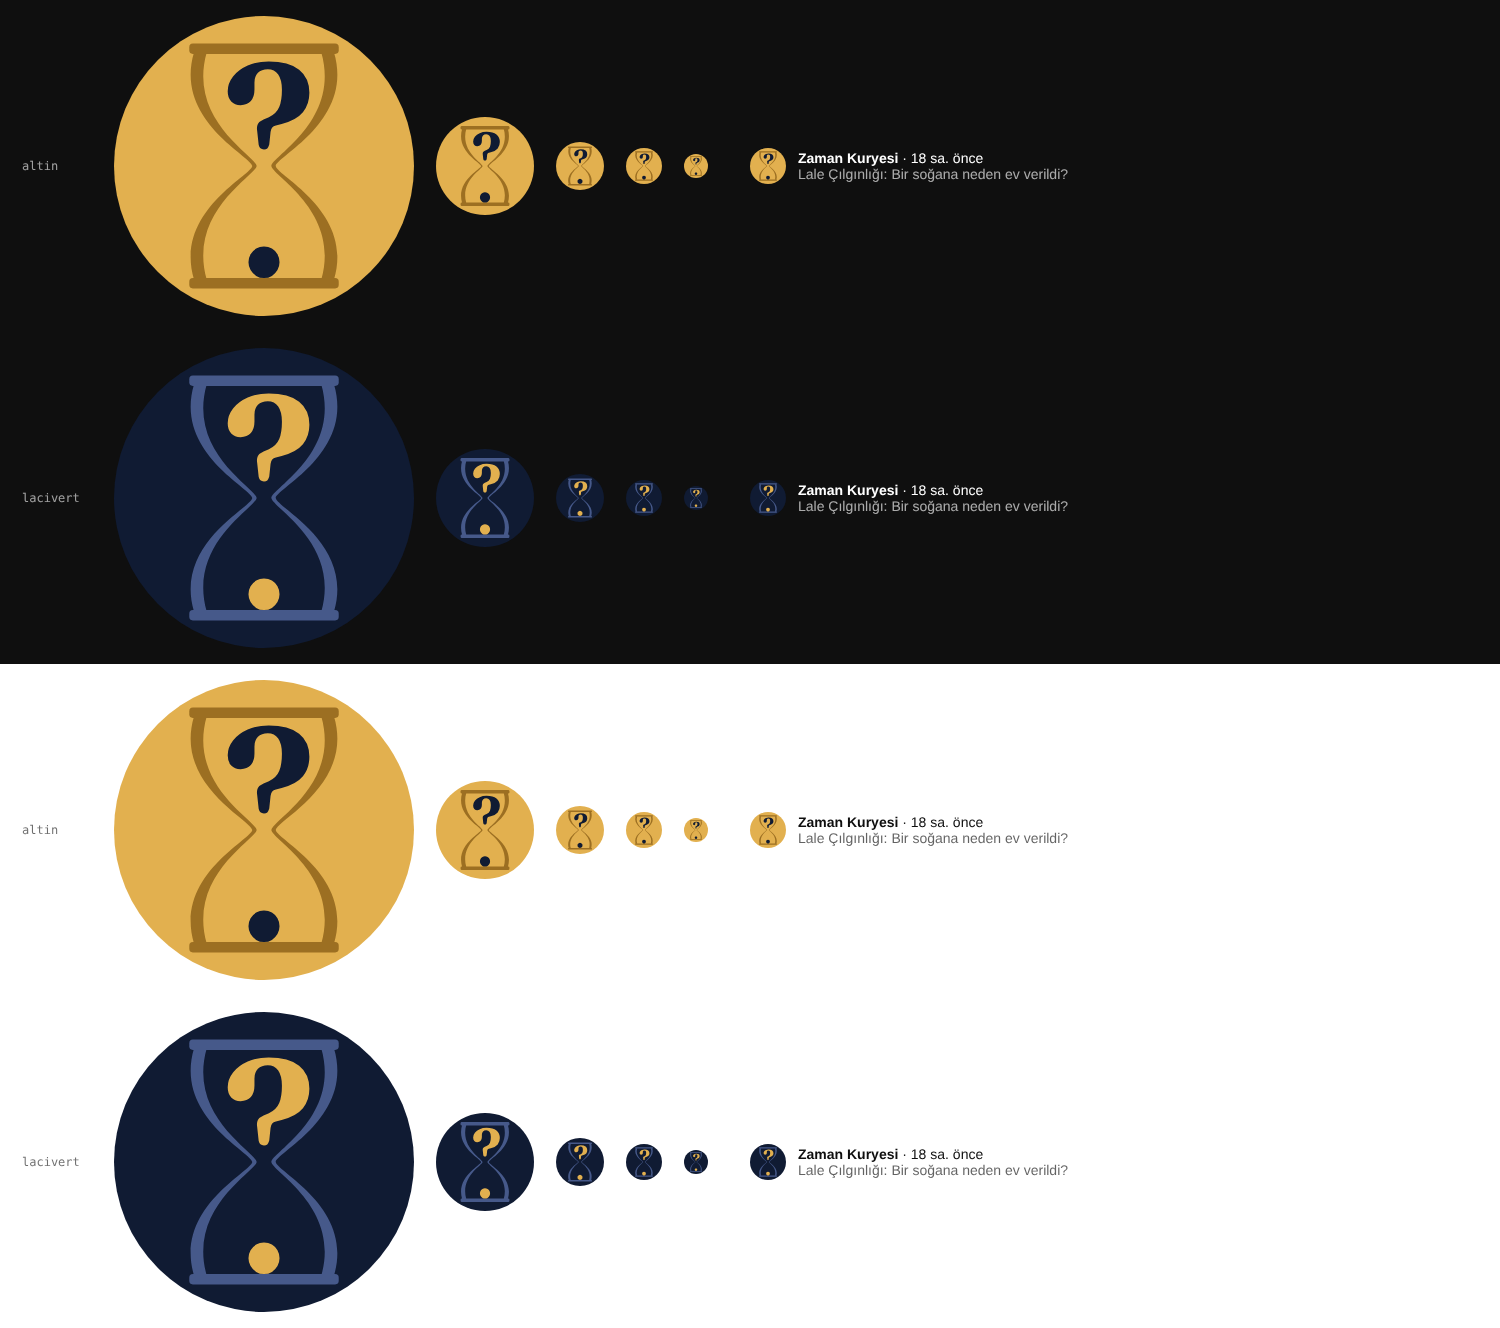 altin
Zaman Kuryesi · 18 sa. önce
Lale Çılgınlığı: Bir soğana neden ev verildi?
lacivert
Zaman Kuryesi · 18 sa. önce
Lale Çılgınlığı: Bir soğana neden ev verildi?
altin
Zaman Kuryesi · 18 sa. önce
Lale Çılgınlığı: Bir soğana neden ev verildi?
lacivert
Zaman Kuryesi · 18 sa. önce
Lale Çılgınlığı: Bir soğana neden ev verildi?